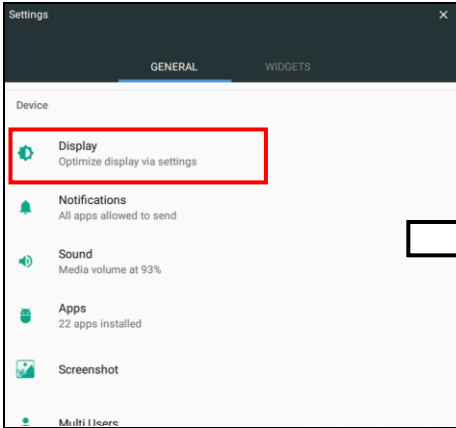 Settings
GENERAL WIDGETS
Device
Display
Optimize display via settings
Notifications
All apps allowed to send
Sound
Media volume at 93%
Apps
22 apps installed
Screenshot
Multi Users